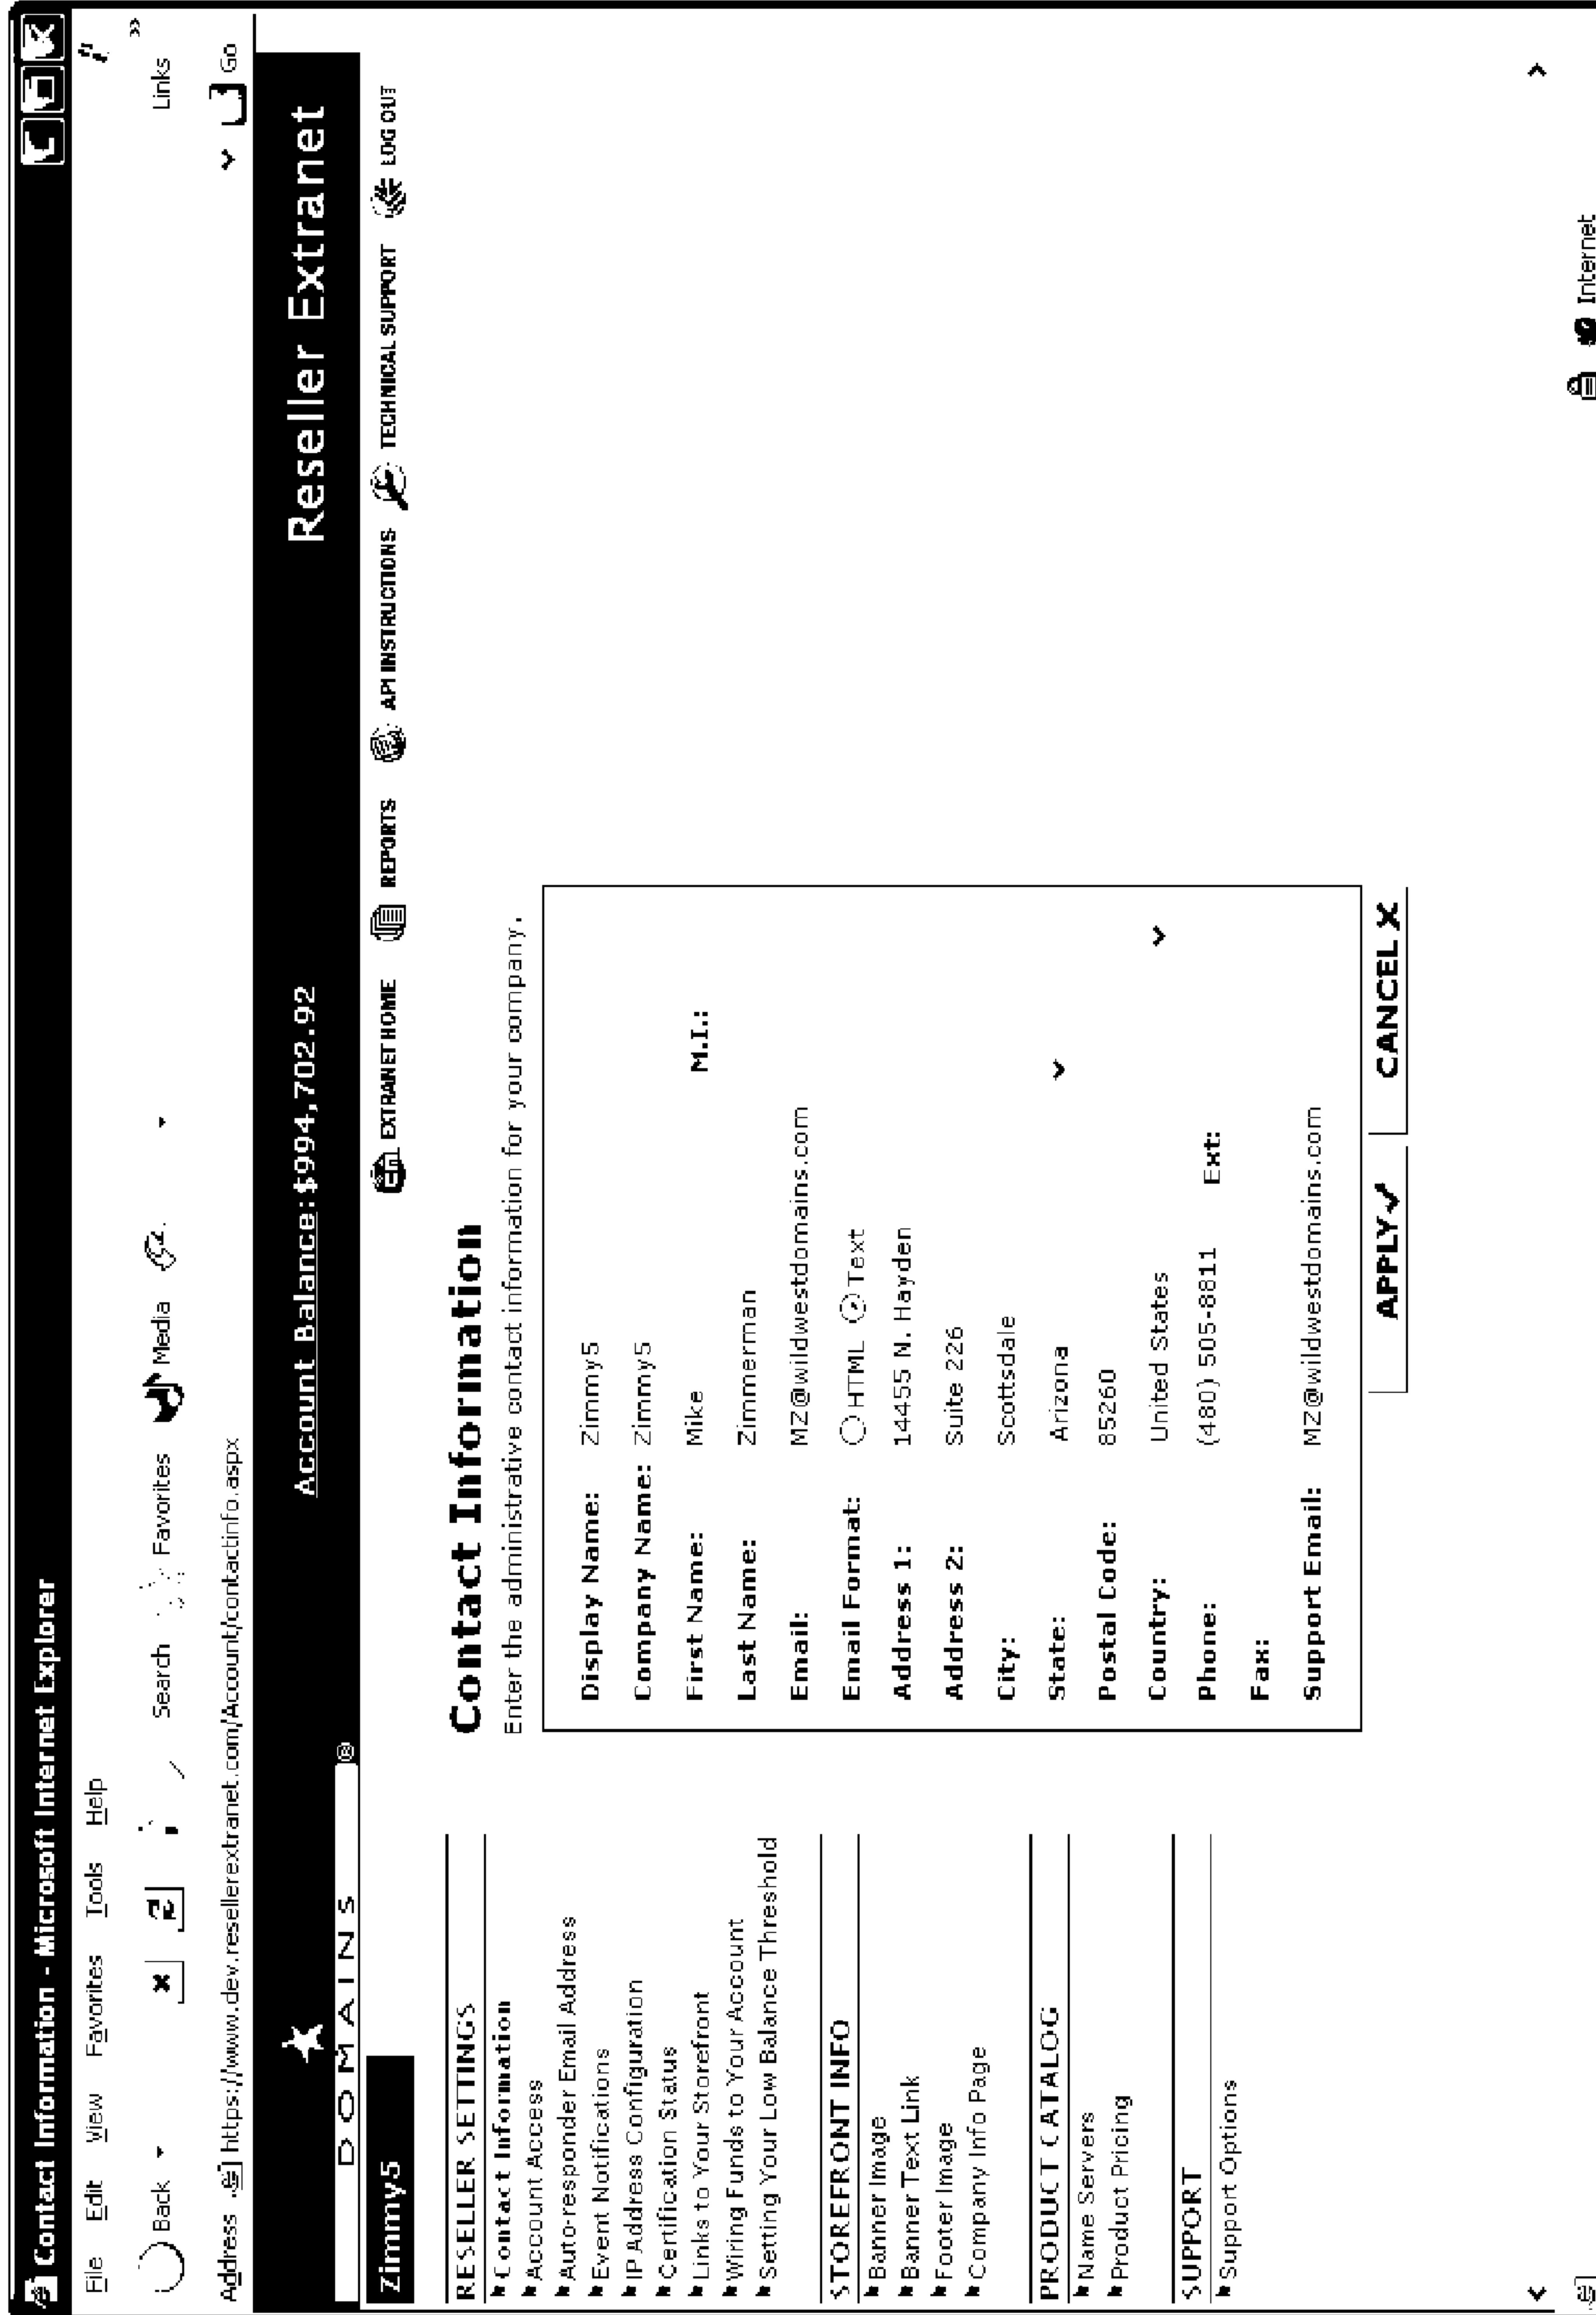 Contact Information - Microsoft Internet Explorer
File Edit View Favorites Tools Help
Back Search Favorites Media Links »
Address https://www.dev.resellerextranet.com/Account/contactinfo.aspx Go
Account Balance:$994,702.92 Reseller Extranet
DOMAINS®
Zimmy5
EXTRANET HOME REPORTS API INSTRUCTIONS TECHNICAL SUPPORT LOG OUT
RESELLER SETTINGS
Contact Information
Account Access
Auto-responder Email Address
Event Notifications
IP Address Configuration
Certification Status
Links to Your Storefront
Wiring Funds to Your Account
Setting Your Low Balance Threshold
STOREFRONT INFO
Banner Image
Banner Text Link
Footer Image
Company Info Page
PRODUCT CATALOG
Name Servers
Product Pricing
SUPPORT
Support Options
Contact Information
Enter the administrative contact information for your company.
Display Name: Zimmy5
Company Name: Zimmy5
First Name: Mike M.I.:
Last Name: Zimmerman
Email: MZ@wildwestdomains.com
Email Format: HTML Text
Address 1: 14455 N. Hayden
Address 2: Suite 226
City: Scottsdale
State: Arizona
Postal Code: 85260
Country: United States
Phone: (480) 505-8811 Ext:
Fax:
Support Email: MZ@wildwestdomains.com
APPLY CANCEL X
Internet